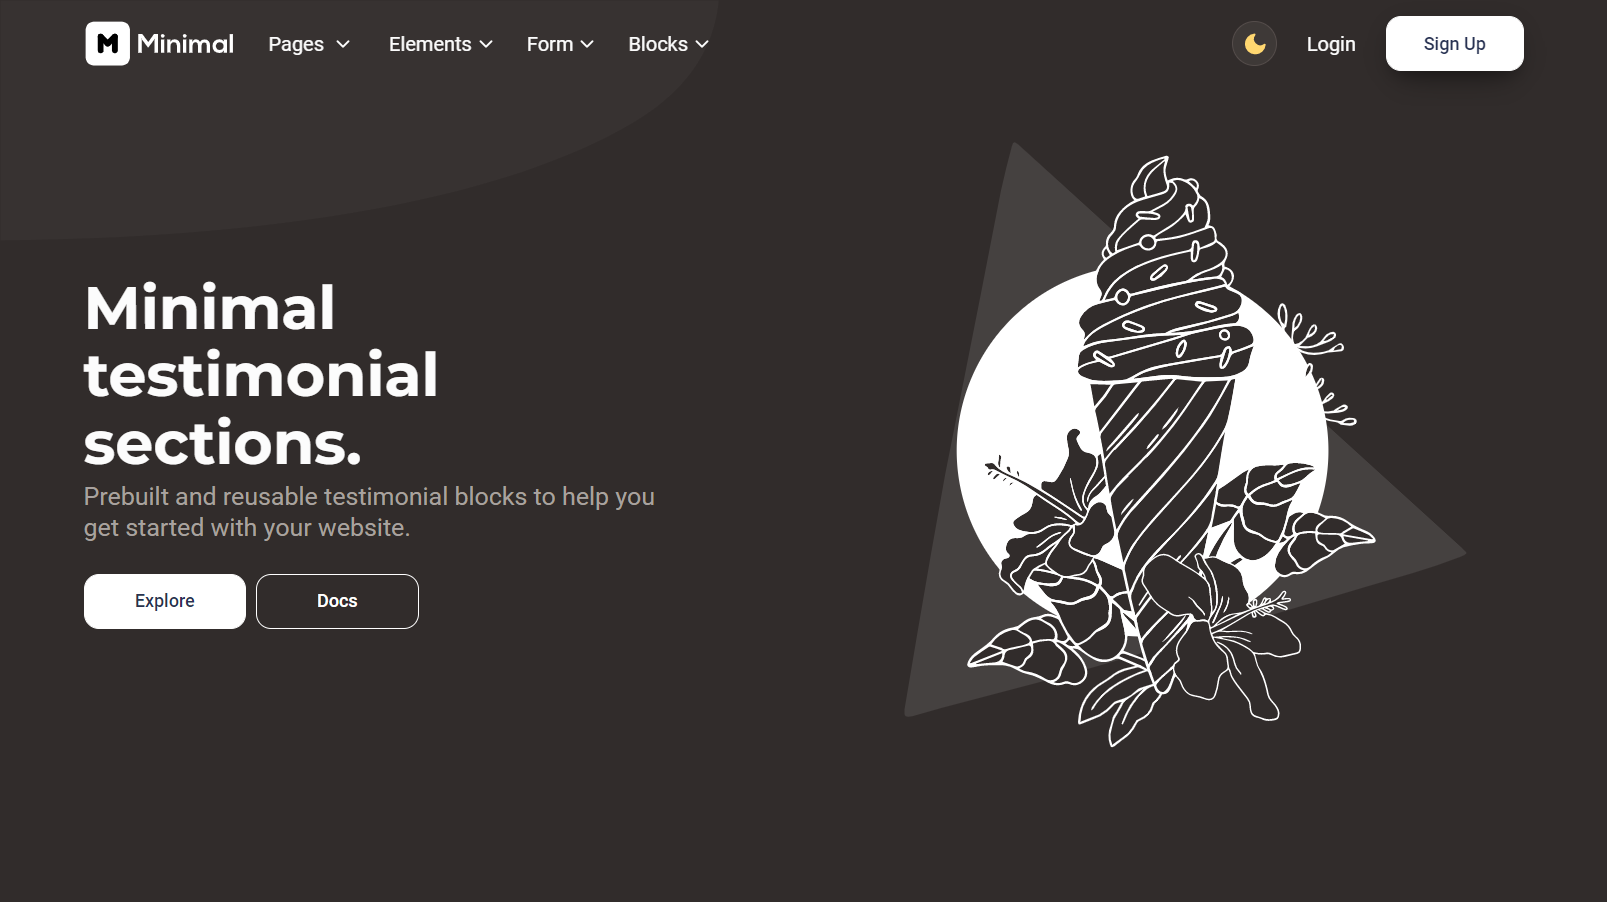 M Minimal Pages Elements Form Blocks Login Sign Up
Minimal
testimonial
sections.
Prebuilt and reusable testimonial blocks to help you
get started with your website.
Explore Docs